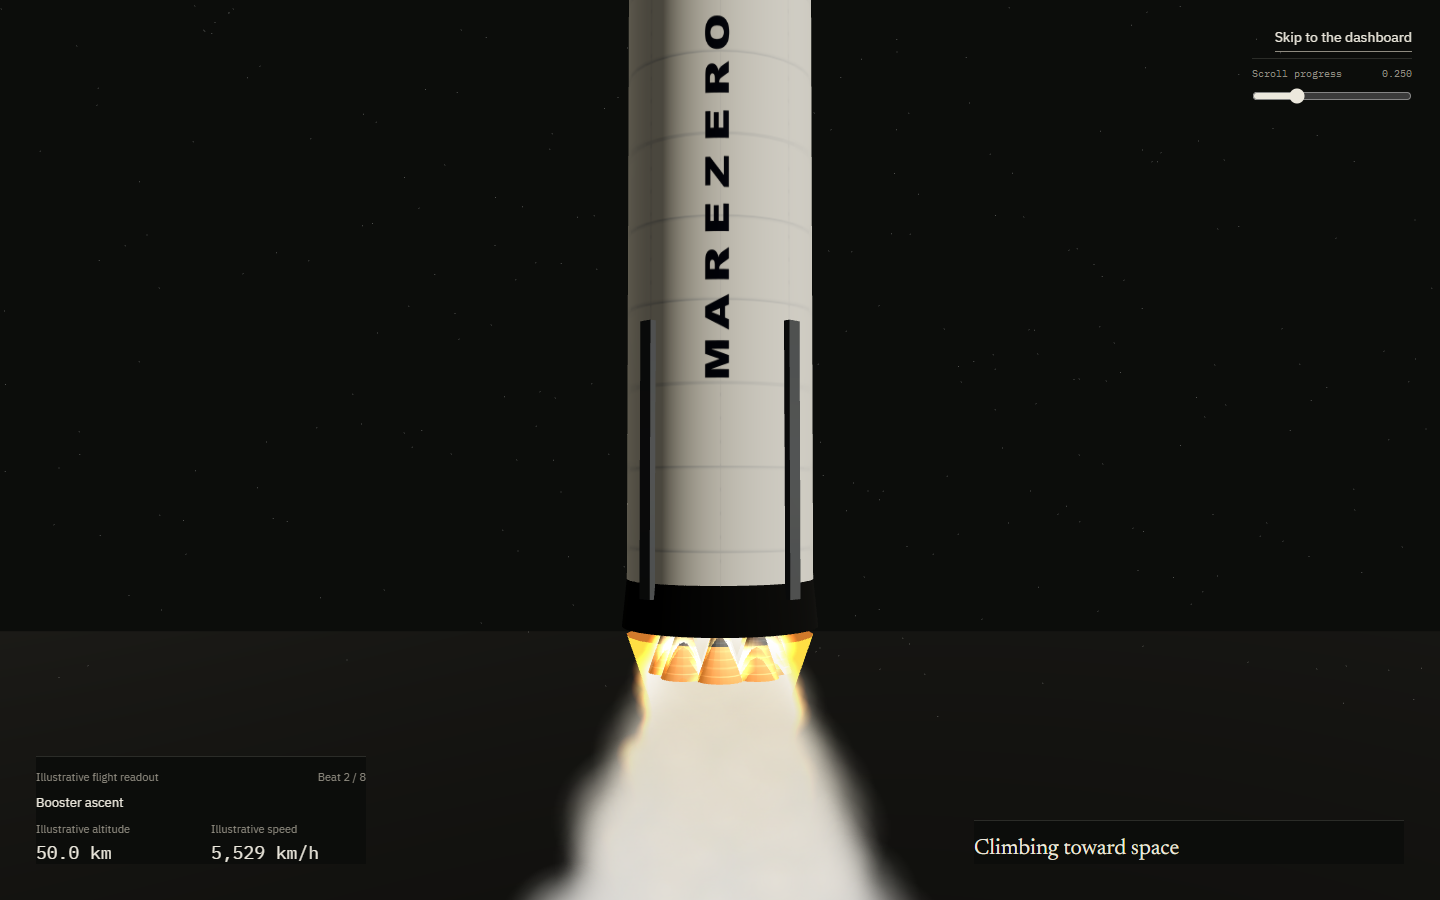 MAREZERO
Skip to the dashboard
Scroll progress 0.250
Illustrative flight readout Beat 2 / 8
Booster ascent
Illustrative altitude Illustrative speed
50.0 km 5,529 km/h
Climbing toward space